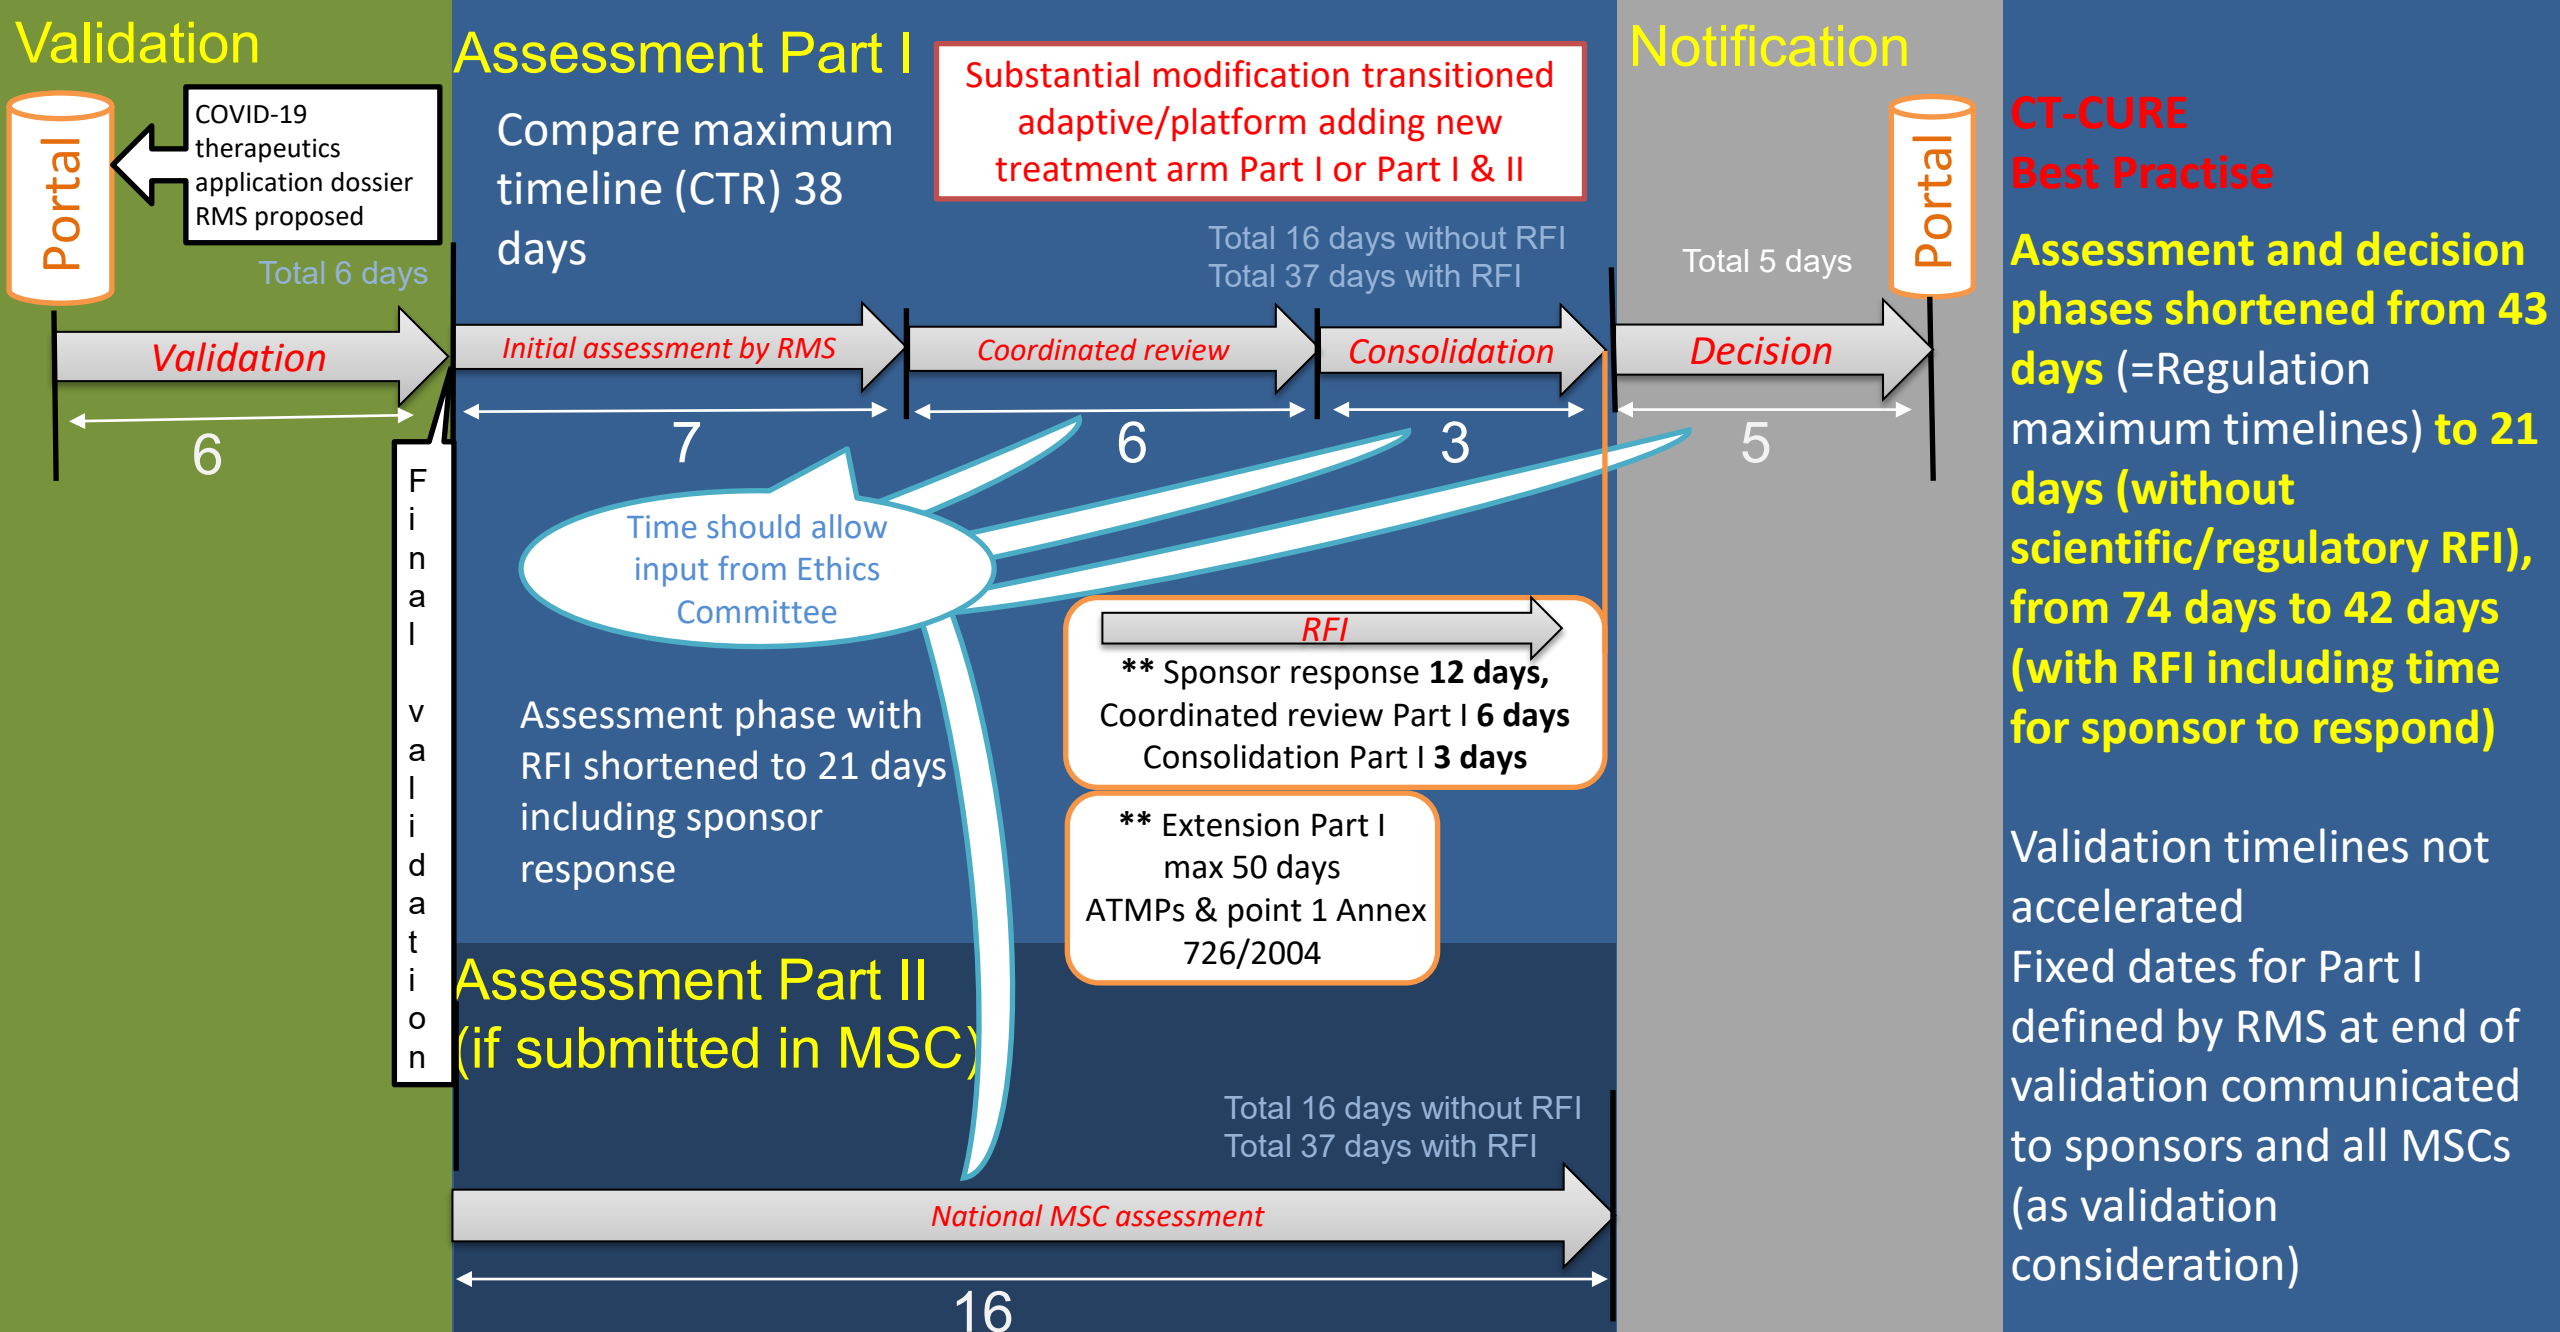 Validation
Portal
COVID-19
therapeutics
application dossier
RMS proposed
Total 6 days
Validation
6
Final validation
Assessment Part I
Compare maximum
timeline (CTR) 38
days
Substantial modification transitioned
adaptive/platform adding new
treatment arm Part I or Part I & II
Total 16 days without RFI
Total 37 days with RFI
Initial assessment by RMS
Coordinated review
Consolidation
7
6
3
Time should allow
input from Ethics
Committee
RFI
** Sponsor response 12 days,
Coordinated review Part I 6 days
Consolidation Part I 3 days
Assessment phase with
RFI shortened to 21 days
including sponsor
response
** Extension Part I
max 50 days
ATMPs & point 1 Annex
726/2004
Assessment Part II
(if submitted in MSC)
Total 16 days without RFI
Total 37 days with RFI
National MSC assessment
16
Notification
Portal
Total 5 days
Decision
5
CT-CURE
Best Practise
Assessment and decision
phases shortened from 43
days (=Regulation
maximum timelines) to 21
days (without
scientific/regulatory RFI),
from 74 days to 42 days
(with RFI including time
for sponsor to respond)
Validation timelines not
accelerated
Fixed dates for Part I
defined by RMS at end of
validation communicated
to sponsors and all MSCs
(as validation
consideration)